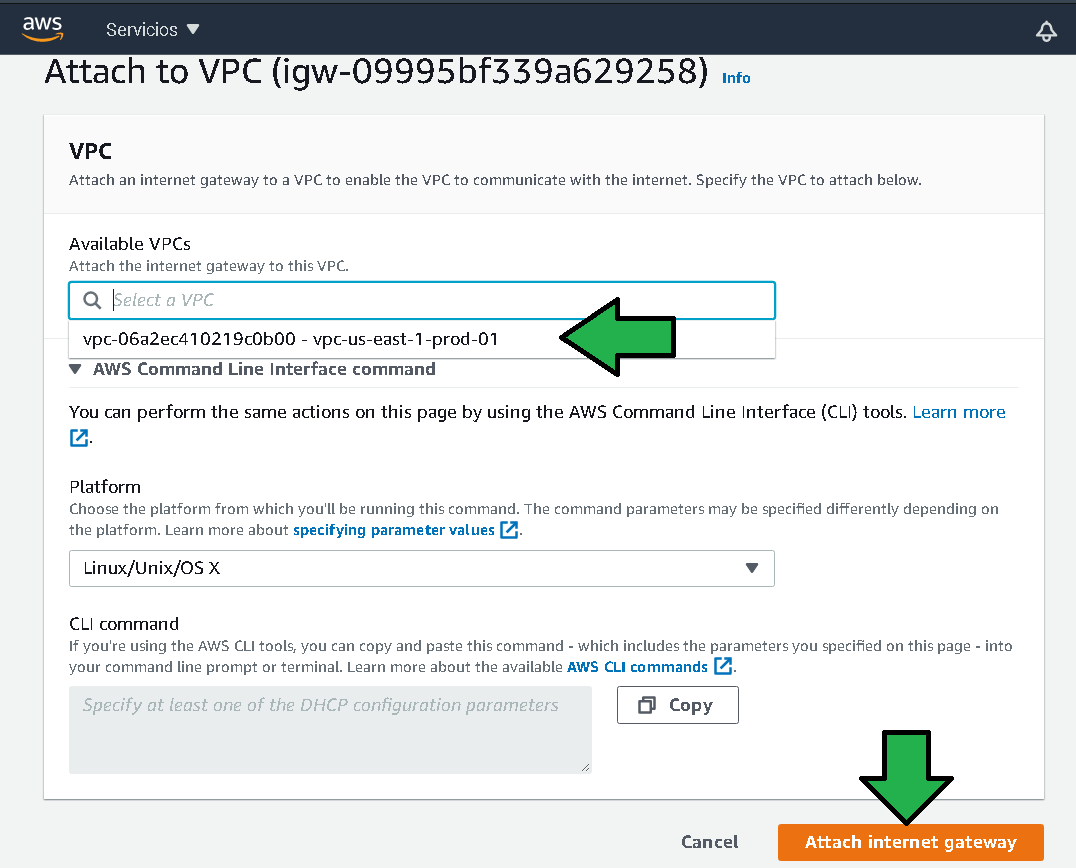 aws Servicios
Attach to VPC (igw-09995bf339a629258) Info
VPC
Attach an internet gateway to a VPC to enable the VPC to communicate with the internet. Specify the VPC to attach below.
Available VPCs
Attach the internet gateway to this VPC.
Select a VPC
vpc-06a2ec410219c0b00 - vpc-us-east-1-prod-01
AWS Command Line Interface command
You can perform the same actions on this page by using the AWS Command Line Interface (CLI) tools. Learn more
.
Platform
Choose the platform from which you'll be running this command. The command parameters may be specified differently depending on
the platform. Learn more about specifying parameter values .
Linux/Unix/OS X
CLI command
If you're using the AWS CLI tools, you can copy and paste this command - which includes the parameters you specified on this page - into
your command line prompt or terminal. Learn more about the available AWS CLI commands .
Specify at least one of the DHCP configuration parameters
Copy
Cancel
Attach internet gateway